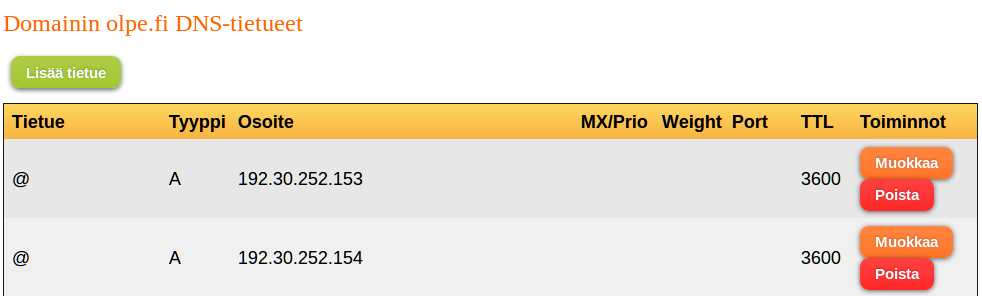 Domainin olpe.fi DNS-tietueet
Lisää tietue
Tietue Tyyppi Osoite MX/Prio Weight Port TTL Toiminnot
@ A 192.30.252.153 3600 Muokkaa
Poista
@ A 192.30.252.154 3600 Muokkaa
Poista